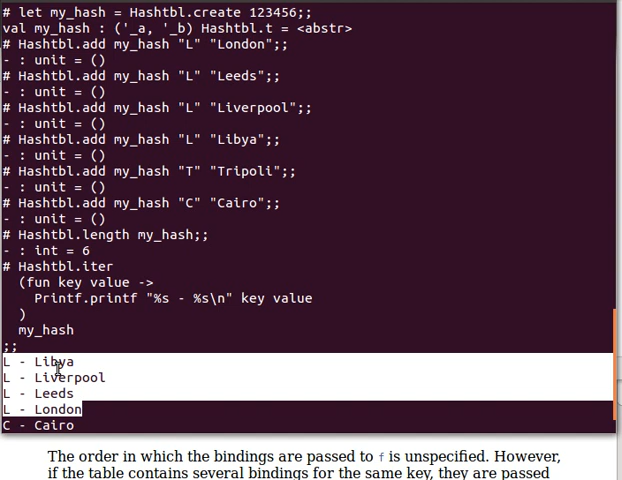 # let my_hash = Hashtbl.create 123456;;
val my_hash : ('_a, '_b) Hashtbl.t = <abstr>
# Hashtbl.add my_hash "L" "London";;
- : unit = ()
# Hashtbl.add my_hash "L" "Leeds";;
- : unit = ()
# Hashtbl.add my_hash "L" "Liverpool";;
- : unit = ()
# Hashtbl.add my_hash "L" "Libya";;
- : unit = ()
# Hashtbl.add my_hash "T" "Tripoli";;
- : unit = ()
# Hashtbl.add my_hash "C" "Cairo";;
- : unit = ()
# Hashtbl.length my_hash;;
- : int = 6
# Hashtbl.iter
  (fun key value ->
    Printf.printf "%s - %s\n" key value
  )
  my_hash
;;
L - Libya
L - Liverpool
L - Leeds
L - London
C - Cairo
The order in which the bindings are passed to f is unspecified. However,
if the table contains several bindings for the same key, they are passed